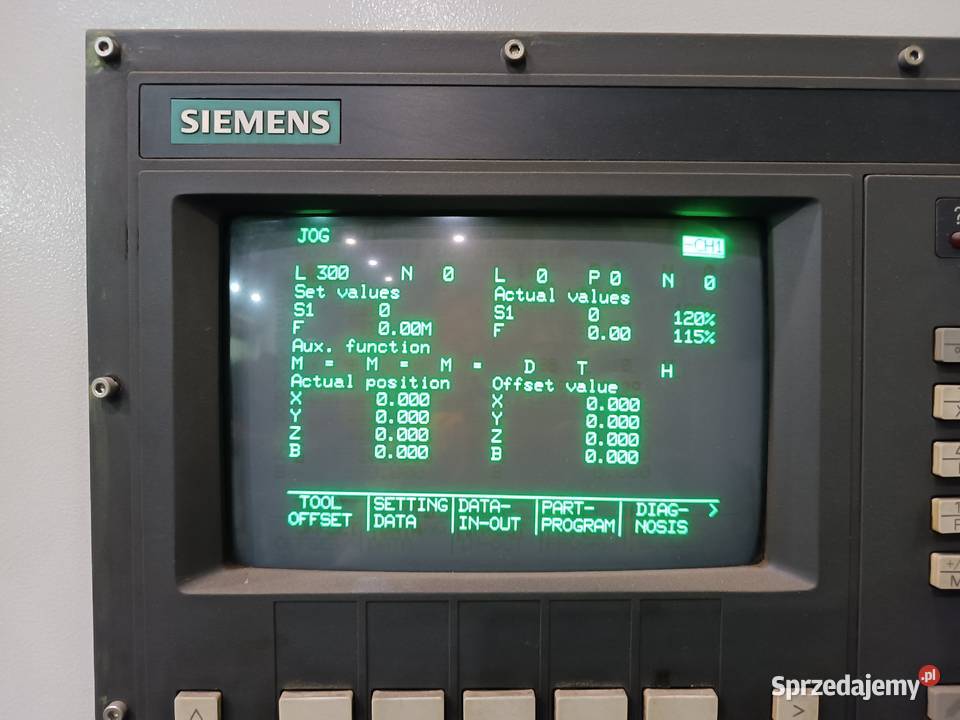 SIEMENS
JOG
-CH1
L 300 N 0 L 0 P 0 N 0
Set values Actual values
S1 0 S1 0 120%
F 0.00M F 0.00 115%
Aux. function
M = M = M = D T H
Actual position Offset value
X 0.000 X 0.000
Y 0.000 Y 0.000
Z 0.000 Z 0.000
B 0.000 B 0.000
TOOL SETTING DATA- PART- DIAG- >
OFFSET DATA IN-OUT PROGRAM NOSIS
>
Sprzedajemy.pl